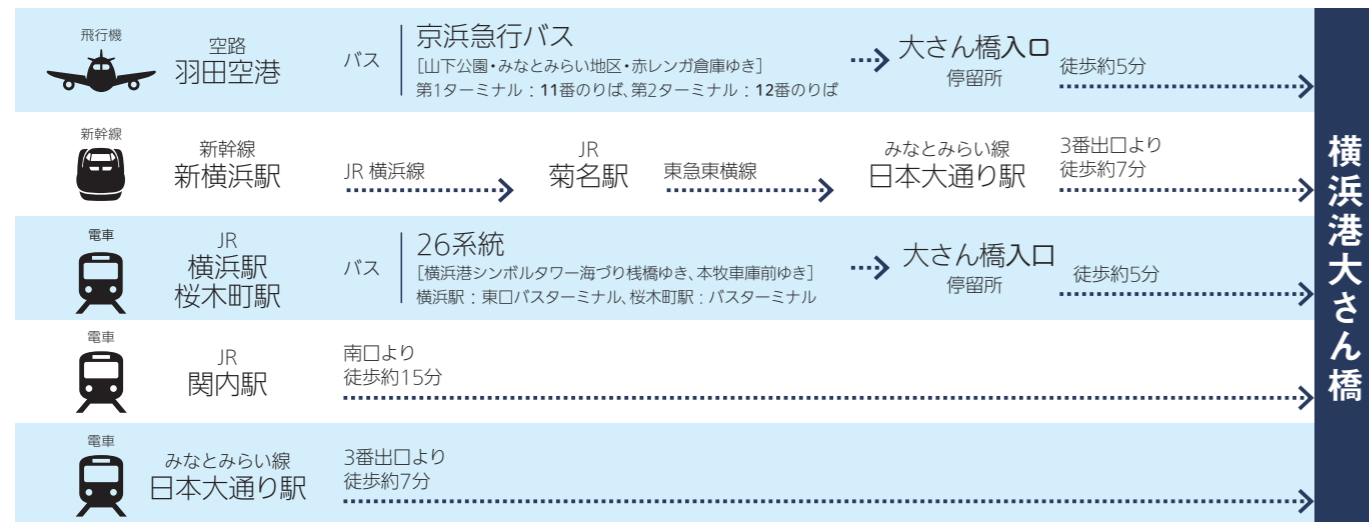 飛行機
空路
羽田空港
バス
京浜急行バス
［山下公園・みなとみらい地区・赤レンガ倉庫ゆき］
第1ターミナル：11番のりば、第2ターミナル：12番のりば
大さん橋入口
停留所
徒歩約5分
新幹線
新幹線
新横浜駅
JR 横浜線
JR
菊名駅
東急東横線
みなとみらい線
日本大通り駅
3番出口より
徒歩約7分
電車
JR
横浜駅
桜木町駅
バス
26系統
［横浜港シンボルタワー海づり桟橋ゆき、本牧車庫前ゆき］
横浜駅：東口バスターミナル、桜木町駅：バスターミナル
大さん橋入口
停留所
徒歩約5分
電車
JR
関内駅
南口より
徒歩約15分
電車
みなとみらい線
日本大通り駅
3番出口より
徒歩約7分
横浜港大さん橋